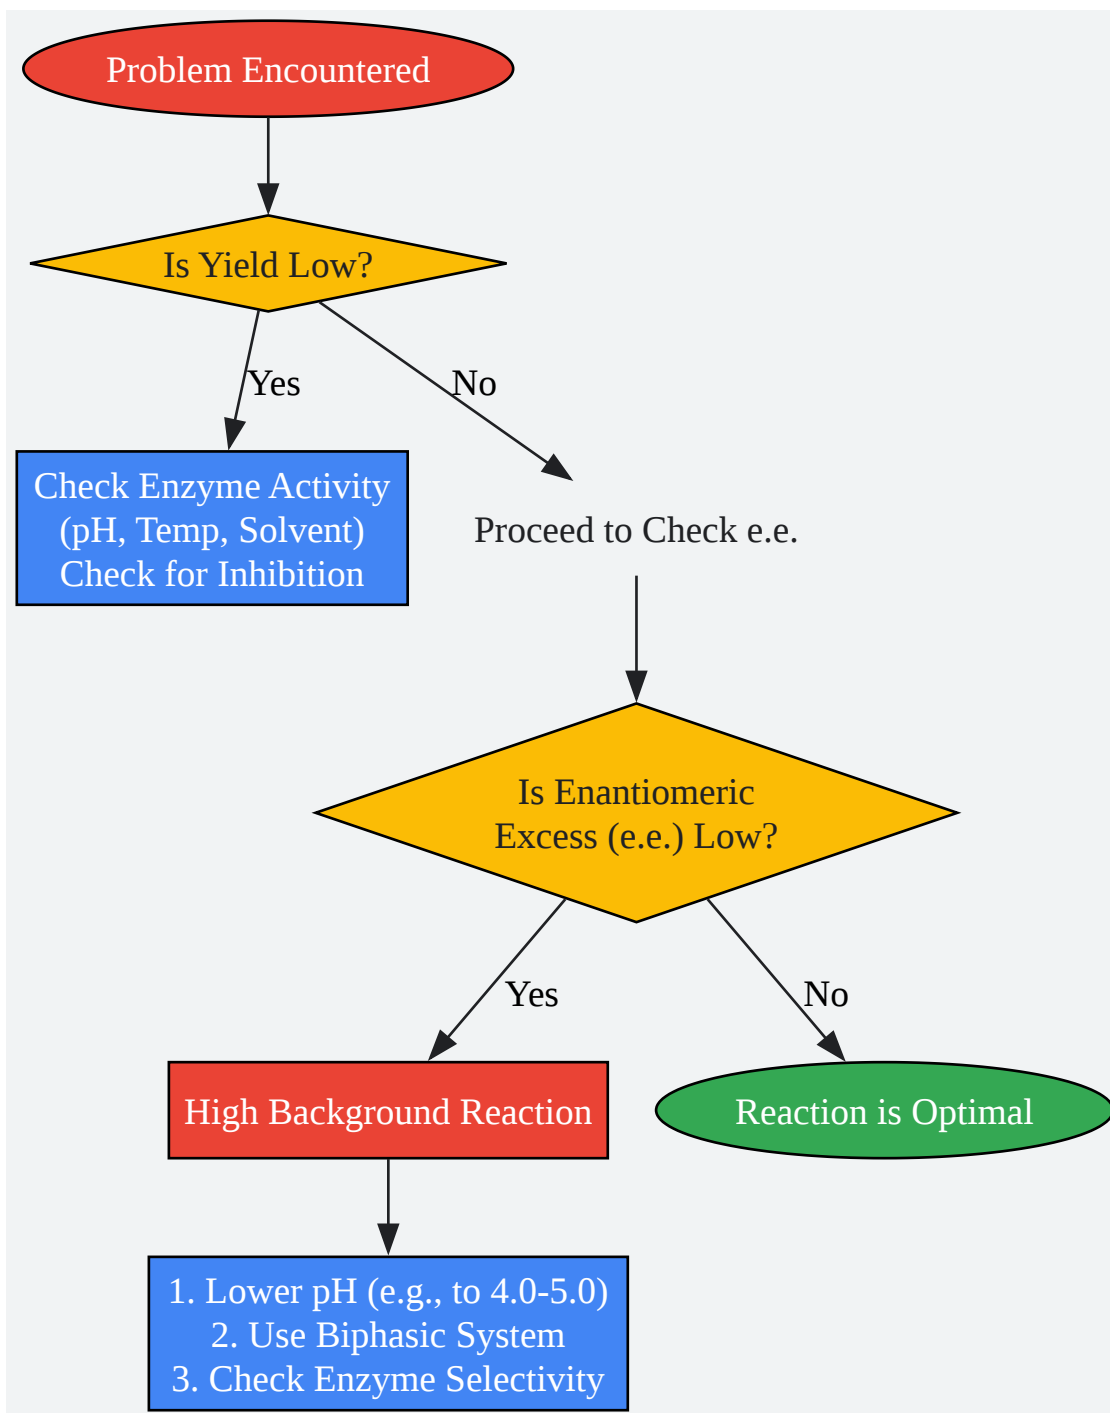 Problem Encountered
Is Yield Low?
Yes
No
Check Enzyme Activity
(pH, Temp, Solvent)
Check for Inhibition
Proceed to Check e.e.
Is Enantiomeric
Excess (e.e.) Low?
Yes
No
High Background Reaction
Reaction is Optimal
1. Lower pH (e.g., to 4.0-5.0)
2. Use Biphasic System
3. Check Enzyme Selectivity